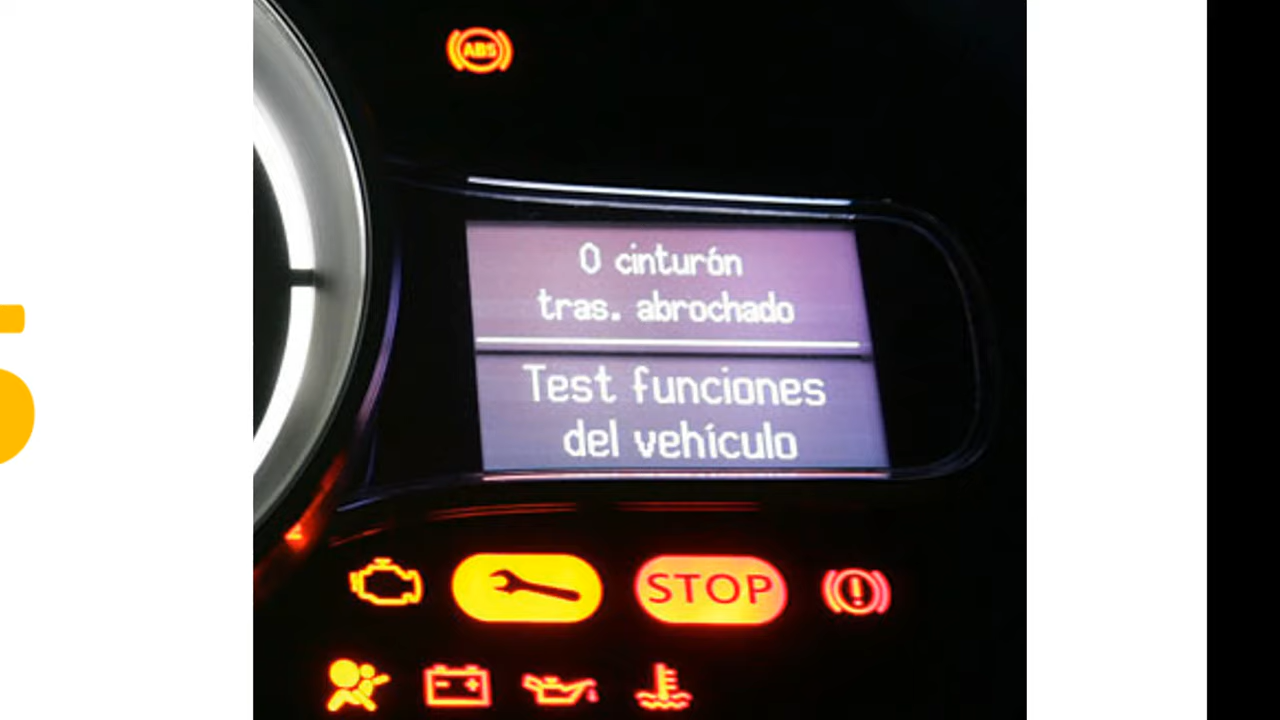 ABS
0 cinturón
tras. abrochado
Test funciones
del vehículo
STOP